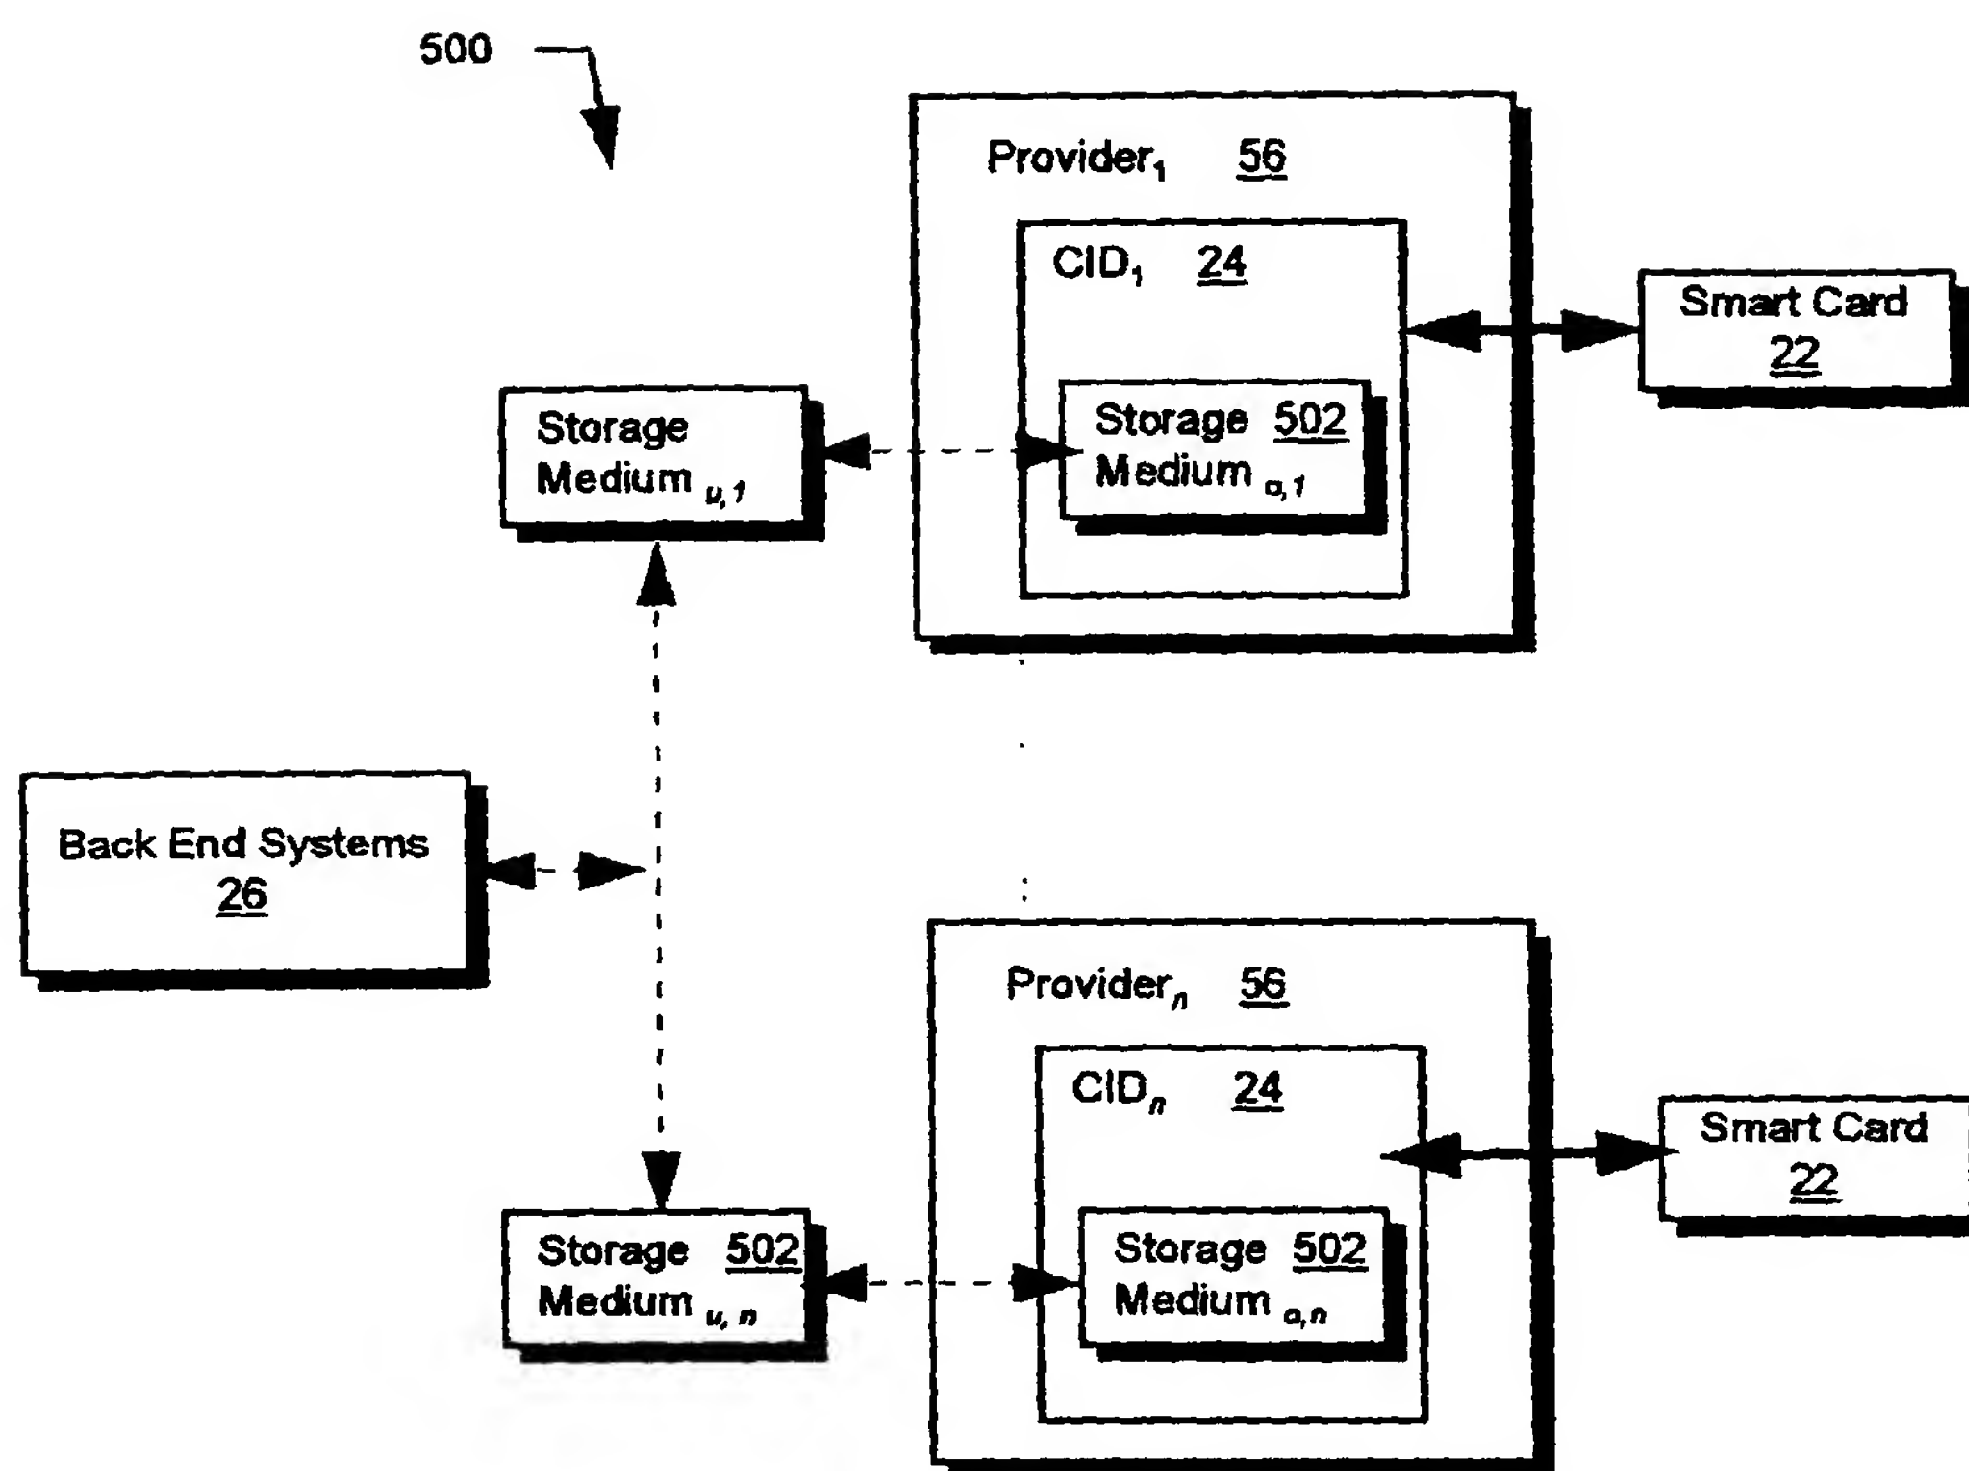 500
Provider1 56
CID1 24
Smart Card
22
Storage
Medium u,1
Storage 502
Medium a,1
Back End Systems
26
Providern 56
CIDn 24
Smart Card
22
Storage 502
Medium u, n
Storage 502
Medium a,n